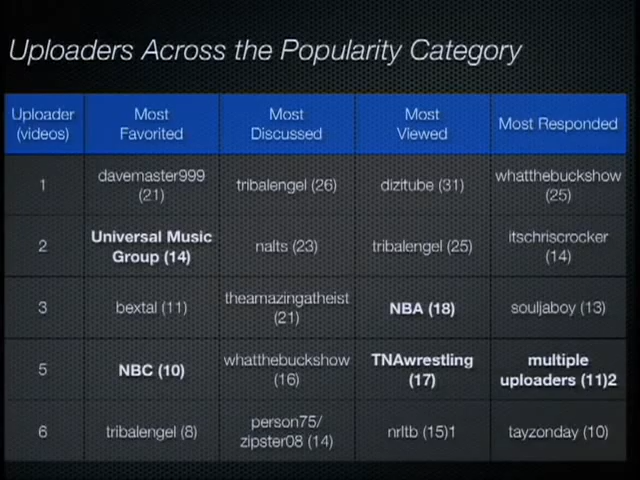 Uploaders Across the Popularity Category
Uploader (videos) Most Favorited Most Discussed Most Viewed Most Responded
1 davemaster999 (21) tribalengel (26) dizitube (31) whatthebuckshow (25)
2 Universal Music Group (14) nalts (23) tribalengel (25) itschriscrocker (14)
3 bextal (11) theamazingatheist (21) NBA (18) souljaboy (13)
5 NBC (10) whatthebuckshow (16) TNAwrestling (17) multiple uploaders (11)2
6 tribalengel (8) person75/ zipster08 (14) nrltb (15)1 tayzonday (10)